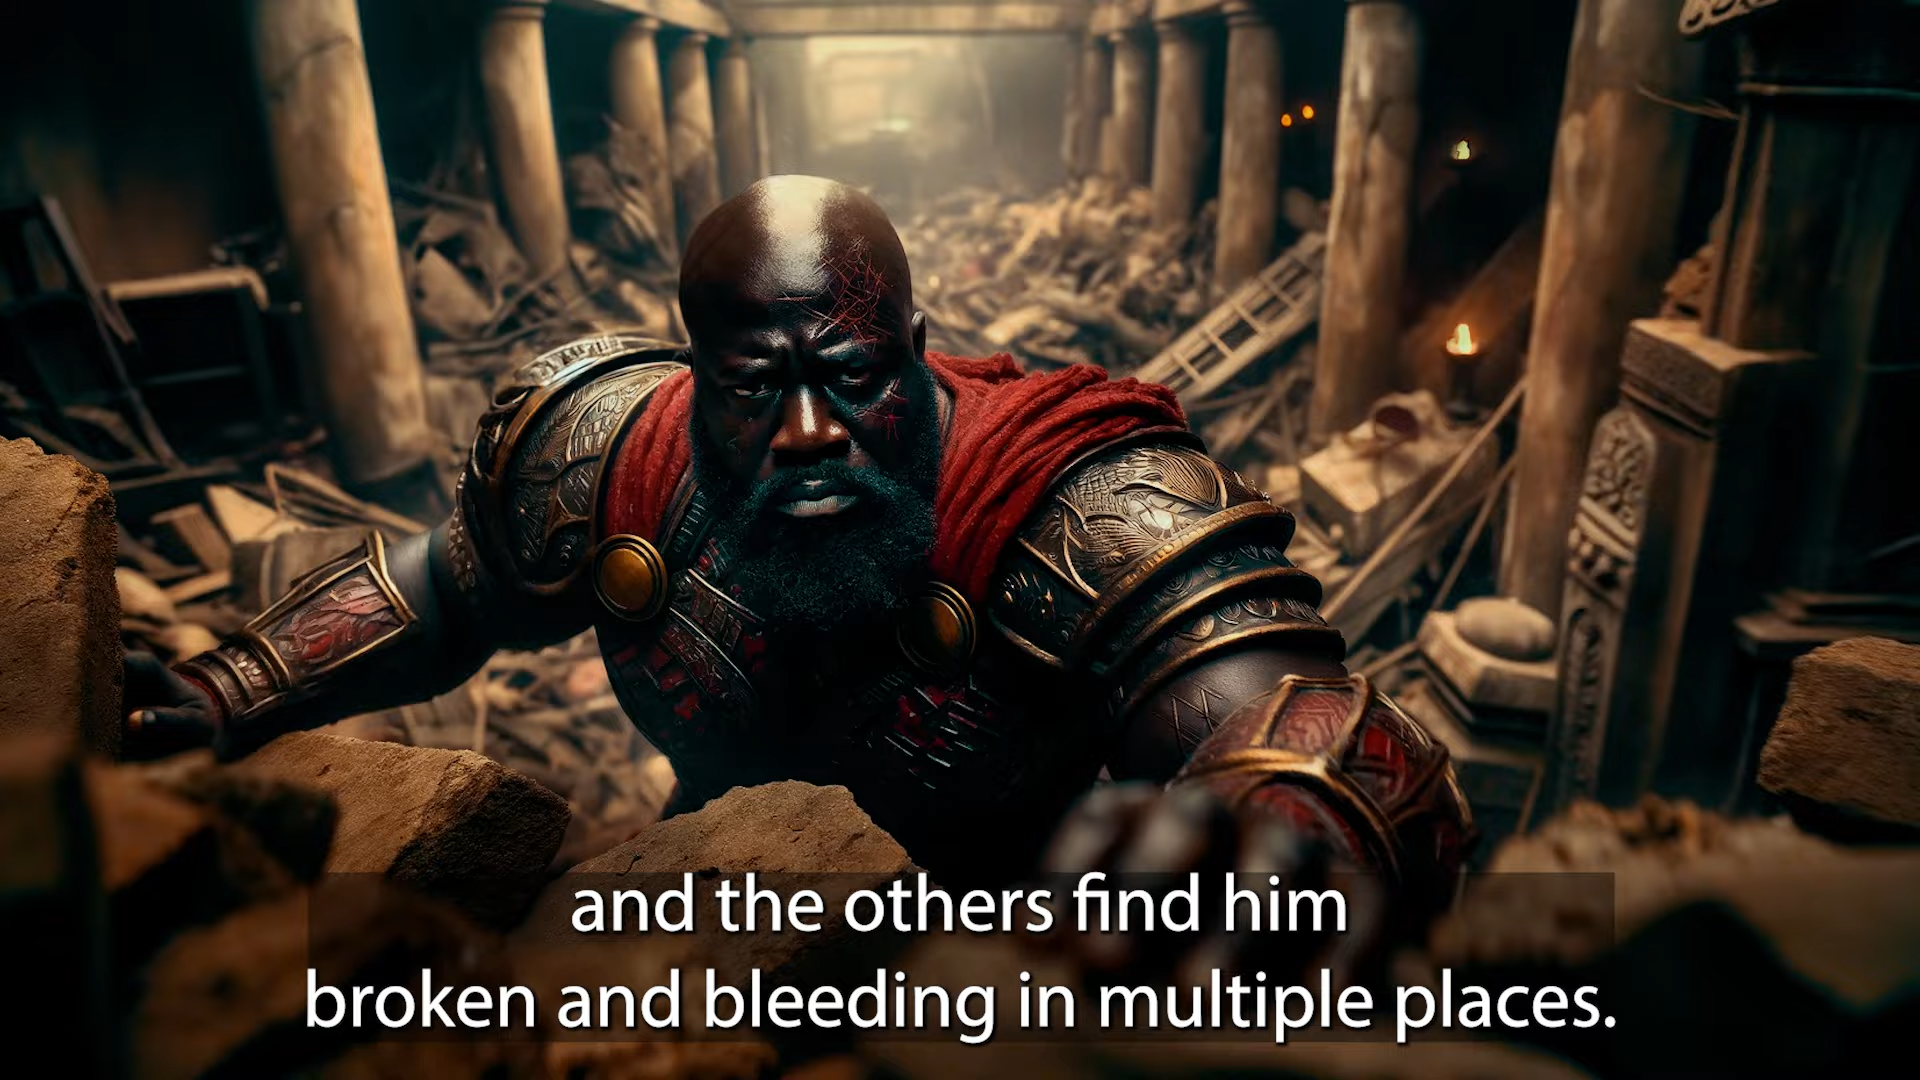 and the others find him
broken and bleeding in multiple places.